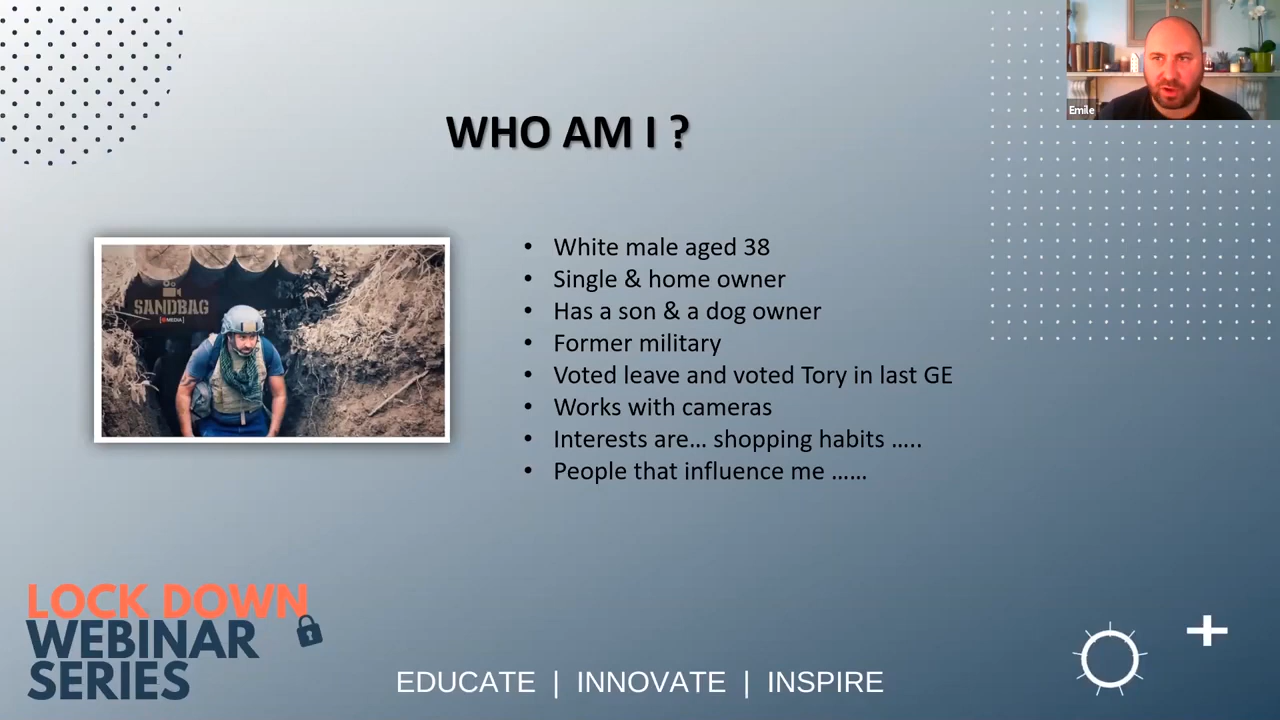 Emile
WHO AM I ?
SANDBAG
MEDIA
• White male aged 38
• Single & home owner
• Has a son & a dog owner
• Former military
• Voted leave and voted Tory in last GE
• Works with cameras
• Interests are… shopping habits …..
• People that influence me ……
LOCK DOWN
WEBINAR
SERIES
EDUCATE | INNOVATE | INSPIRE